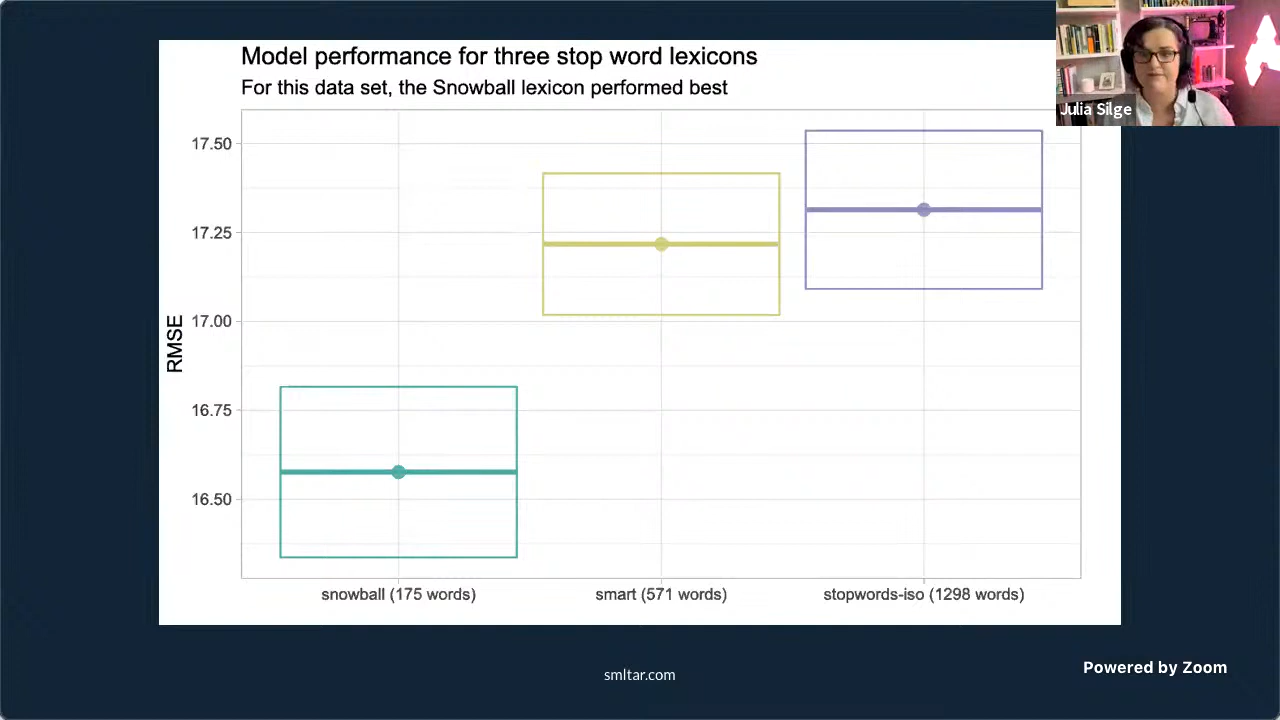 Model performance for three stop word lexicons
For this data set, the Snowball lexicon performed best
Julia Silge
17.50
17.25
17.00
16.75
16.50
RMSE
snowball (175 words)
smart (571 words)
stopwords-iso (1298 words)
smltar.com
Powered by Zoom